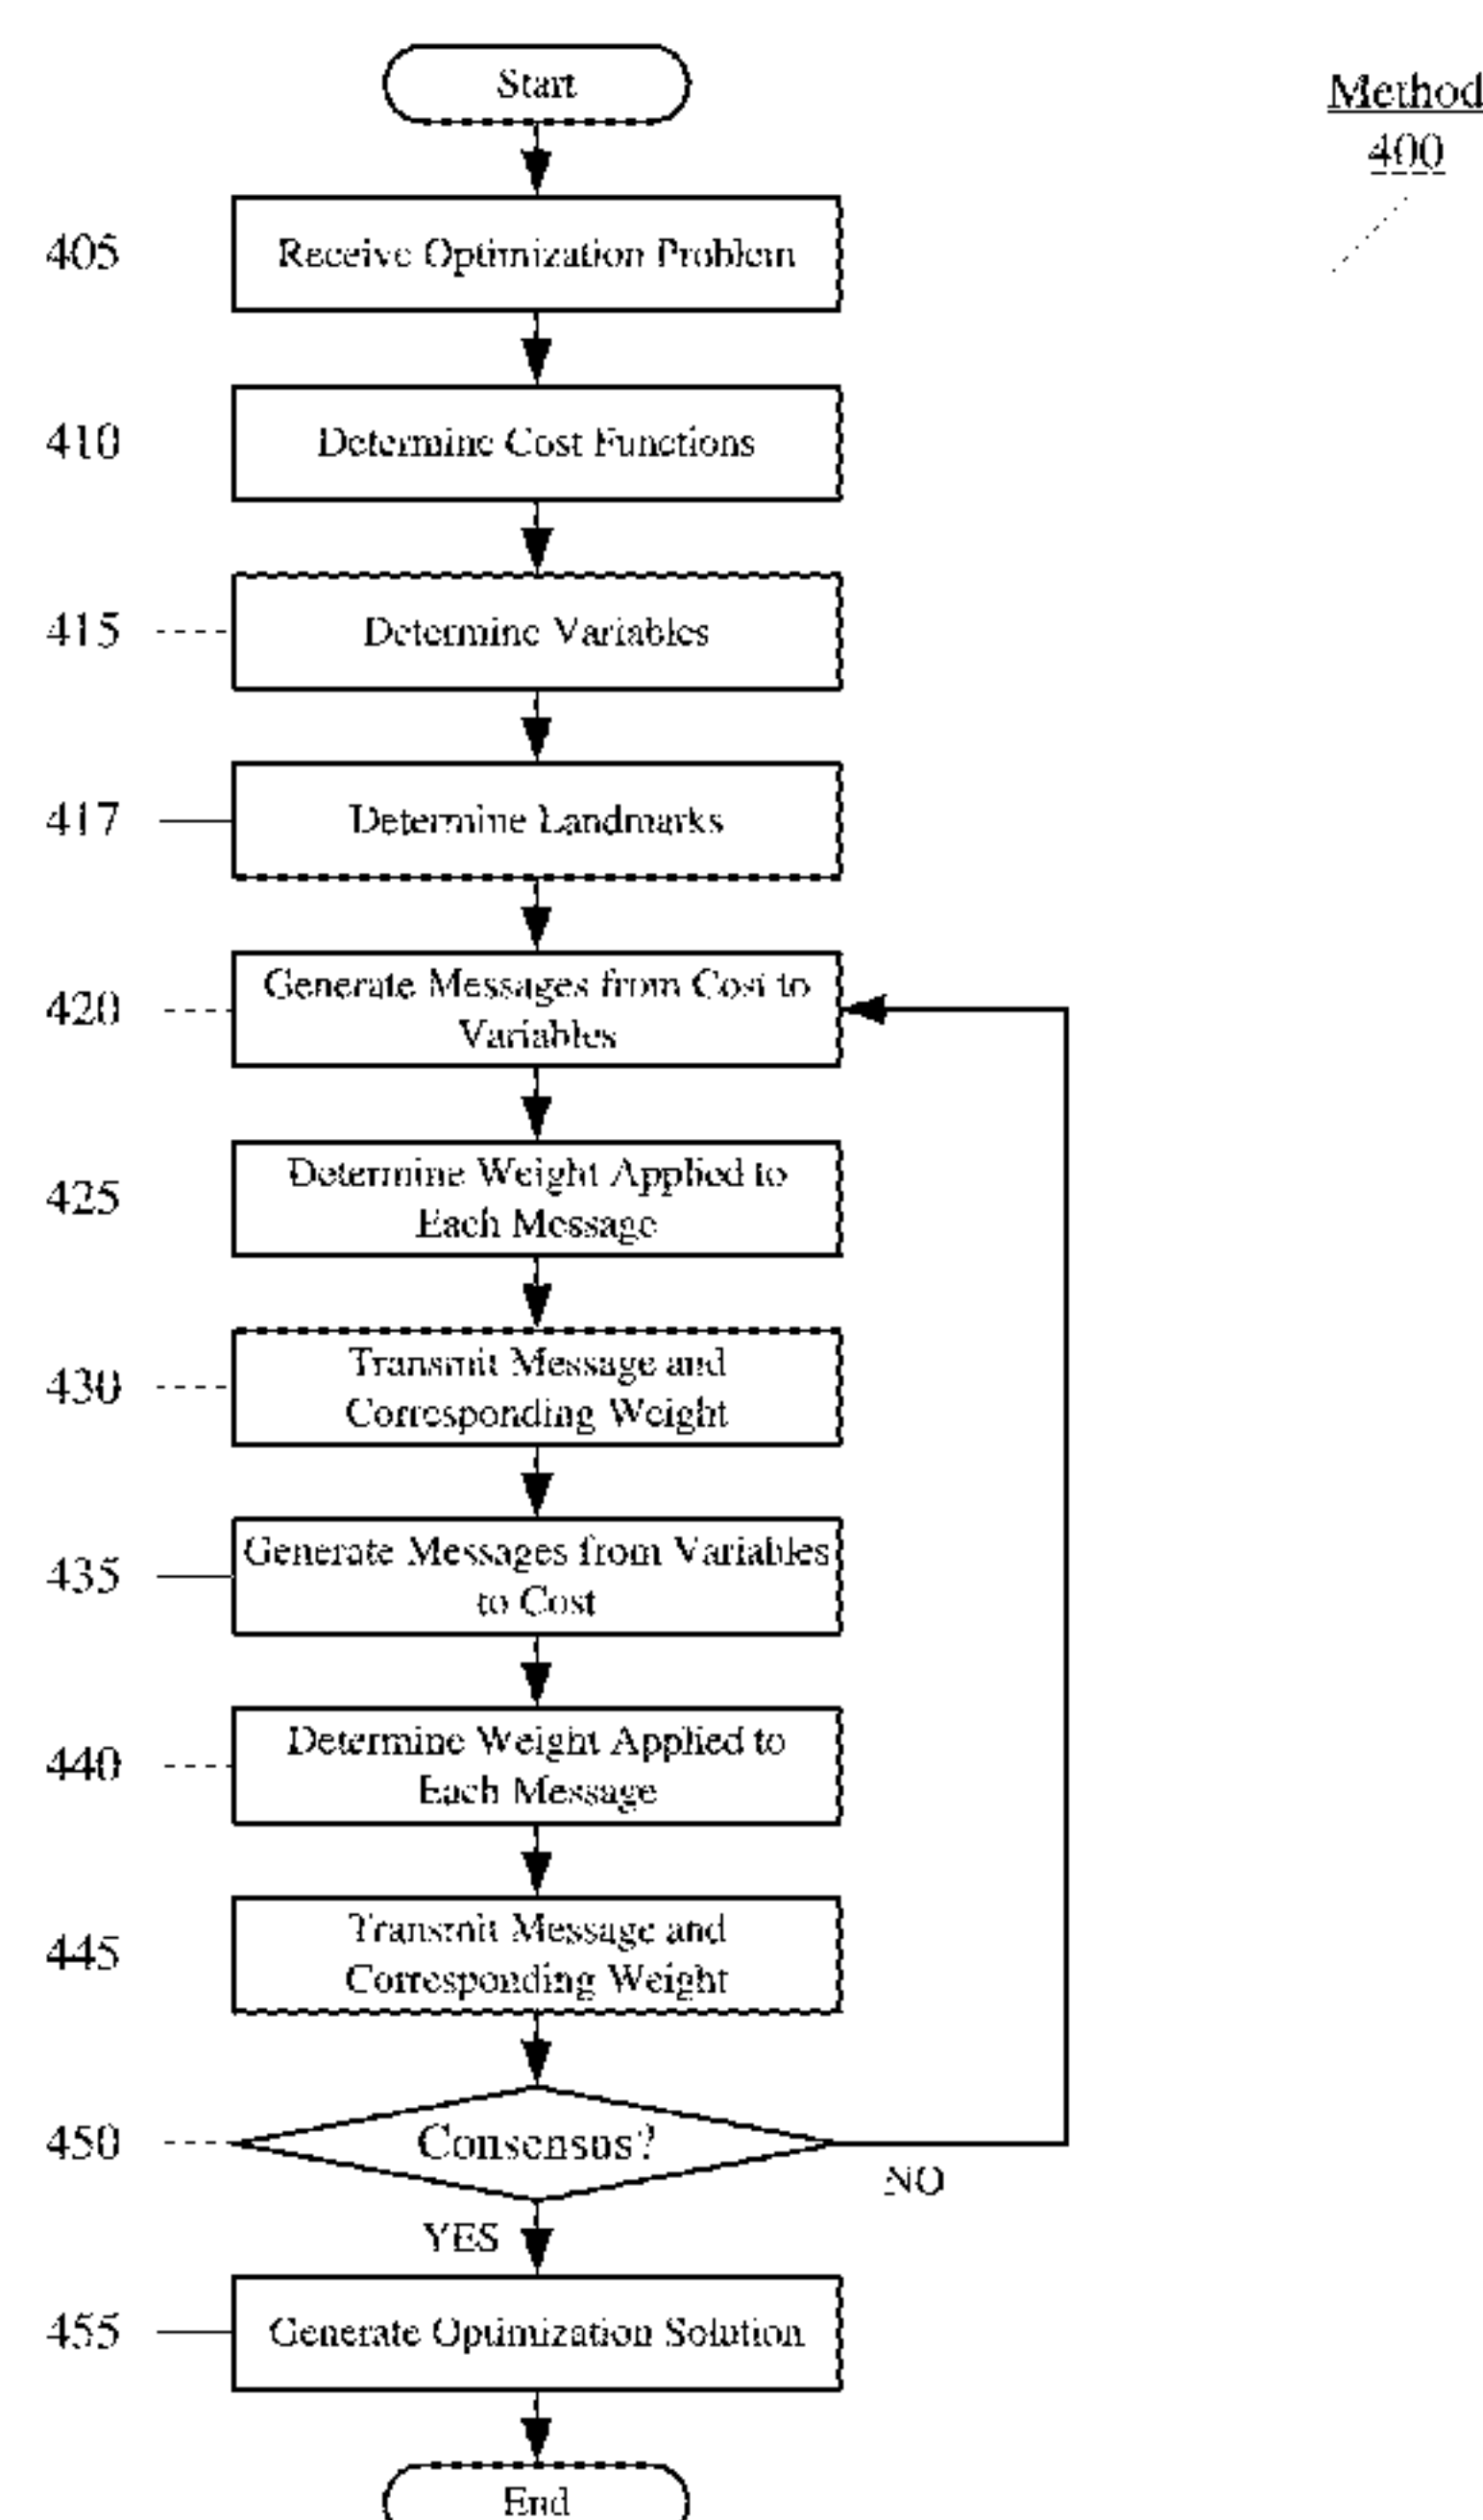 Start
Method
400
405
Receive Optimization Problem
410
Determine Cost Functions
415
Determine Variables
417
Determine Landmarks
420
Generate Messages from Cost to
Variables
425
Determine Weight Applied to
Each Message
430
Transmit Message and
Corresponding Weight
435
Generate Messages from Variables
to Cost
440
Determine Weight Applied to
Each Message
445
Transmit Message and
Corresponding Weight
450
Consensus?
NO
YES
455
Generate Optimization Solution
End